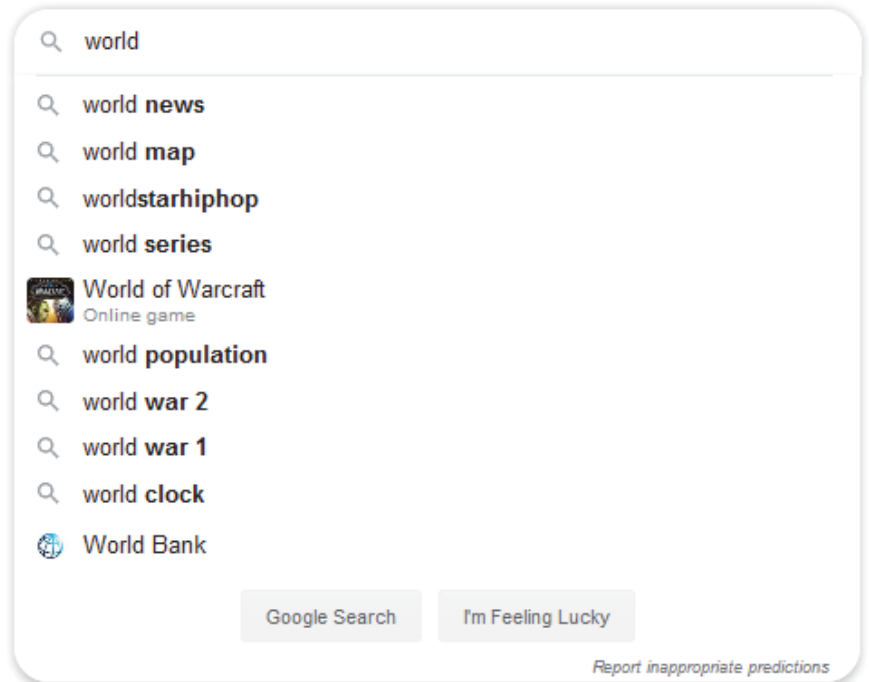 world
world news
world map
worldstarhiphop
world series
World of Warcraft
Online game
world population
world war 2
world war 1
world clock
World Bank
Google Search
I'm Feeling Lucky
Report inappropriate predictions